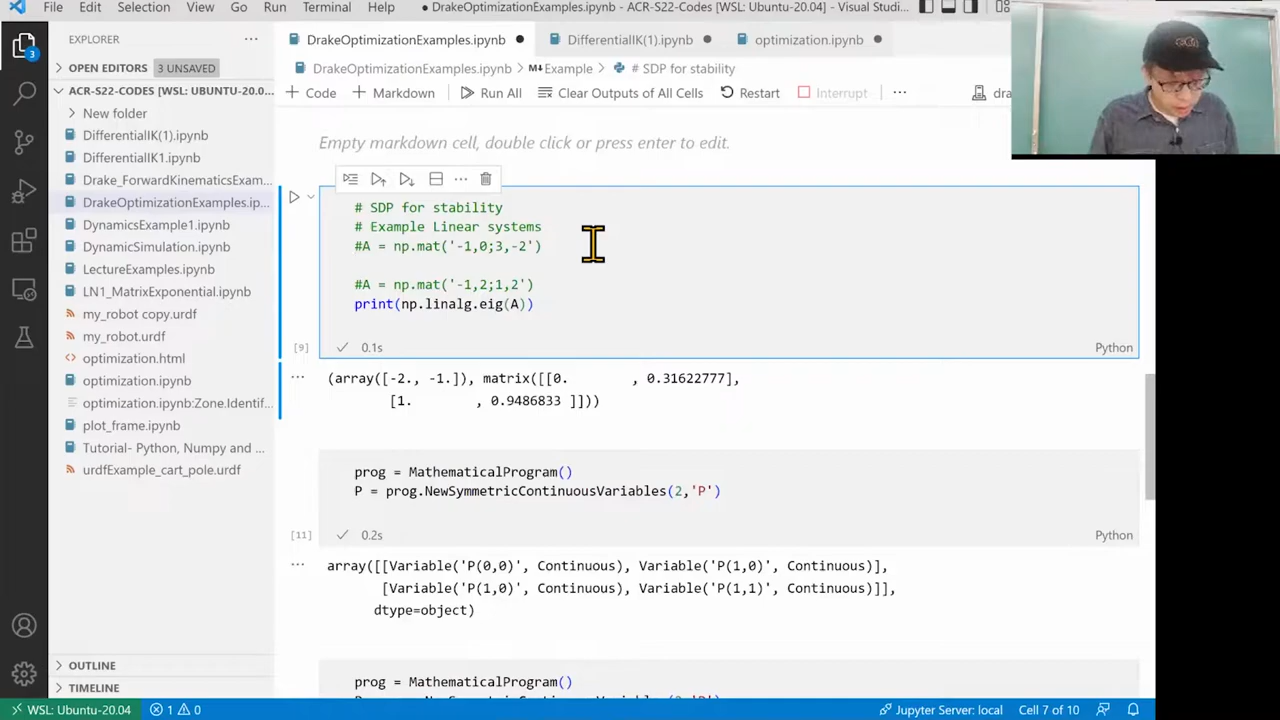 File Edit Selection View Go Run Terminal Help ● DrakeOptimizationExamples.ipynb - ACR-S22-Codes [WSL: Ubuntu-20.04] - Visual Studi...
EXPLORER
3
OPEN EDITORS 3 UNSAVED
ACR-S22-CODES [WSL: UBUNTU-20.0...
New folder
DifferentialIK(1).ipynb
DifferentialIK1.ipynb
Drake_ForwardKinematicsExam...
DrakeOptimizationExamples.ip...
DynamicsExample1.ipynb
DynamicSimulation.ipynb
LectureExamples.ipynb
LN1_MatrixExponential.ipynb
my_robot copy.urdf
my_robot.urdf
optimization.html
optimization.ipynb
optimization.ipynb:Zone.Identif...
plot_frame.ipynb
Tutorial- Python, Numpy and ...
urdfExample_cart_pole.urdf
OUTLINE
TIMELINE
DrakeOptimizationExamples.ipynb ● DifferentialIK(1).ipynb ● optimization.ipynb ●
DrakeOptimizationExamples.ipynb > M↓Example > # SDP for stability
+ Code + Markdown Run All Clear Outputs of All Cells Restart Interrupt ... dra
Empty markdown cell, double click or press enter to edit.
# SDP for stability
# Example Linear systems
#A = np.mat('-1,0;3,-2')
#A = np.mat('-1,2;1,2')
print(np.linalg.eig(A))
[9] ✓ 0.1s Python
(array([-2., -1.]), matrix([[0. , 0.31622777],
[1. , 0.9486833 ]]))
prog = MathematicalProgram()
P = prog.NewSymmetricContinuousVariables(2,'P')
[11] ✓ 0.2s Python
array([[Variable('P(0,0)', Continuous), Variable('P(1,0)', Continuous)],
[Variable('P(1,0)', Continuous), Variable('P(1,1)', Continuous)]],
dtype=object)
prog = MathematicalProgram()
WSL: Ubuntu-20.04 1 0 Jupyter Server: local Cell 7 of 10